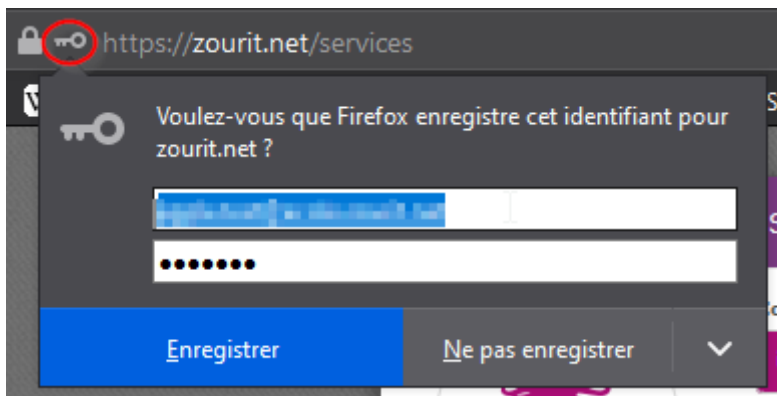 https://zourit.net/services
Voulez-vous que Firefox enregistre cet identifiant pour
zourit.net ?
•••••••
Enregistrer
Ne pas enregistrer